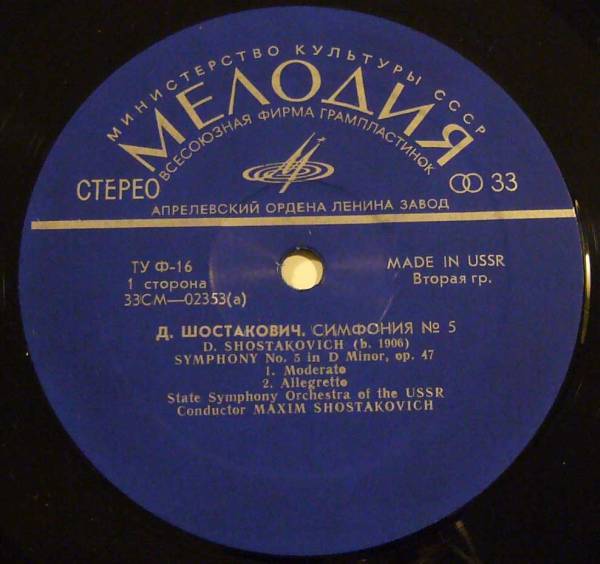 МИНИСТЕРСТВО КУЛЬТУРЫ СССР
МЕЛОДИЯ
ВСЕСОЮЗНАЯ ФИРМА ГРАМПЛАСТИНОК
СТЕРЕО
33
АПРЕЛЕВСКИЙ ОРДЕНА ЛЕНИНА ЗАВОД
ТУ Ф-16
1 сторона
33СМ—02353(а)
MADE IN USSR
Вторая гр.
Д. ШОСТАКОВИЧ. СИМФОНИЯ № 5
D. SHOSTAKOVICH (b. 1906)
SYMPHONY No. 5 in D Minor, op. 47
1. Moderato
2. Allegretto
State Symphony Orchestra of the USSR
Conductor MAXIM SHOSTAKOVICH